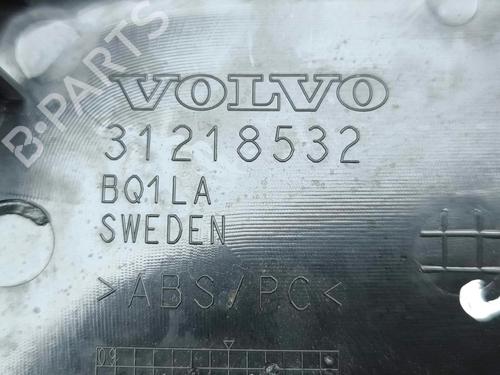 B-PARTS
VOLVO
31218532
BQ1LA
SWEDEN
>ABS/PC<